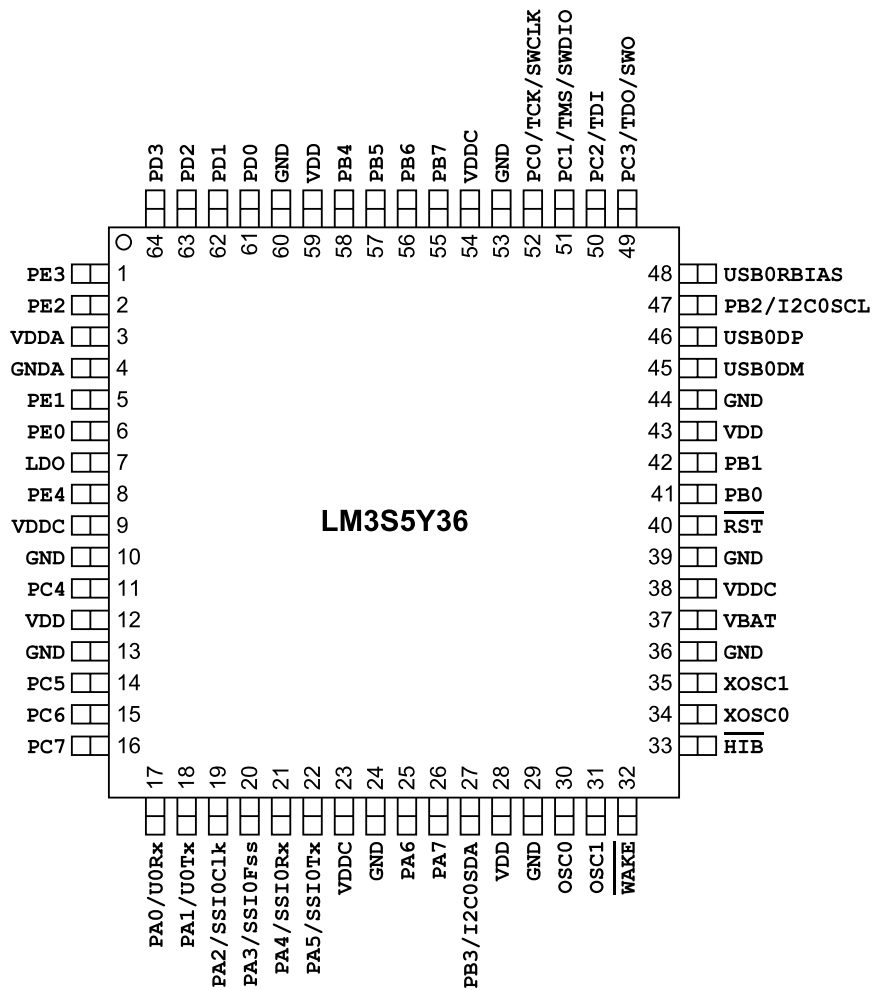 PD3
PD2
PD1
PD0
GND
VDD
PB4
PB5
PB6
PB7
VDDC
GND
PC0/TCK/SWCLK
PC1/TMS/SWDIO
PC2/TDI
PC3/TDO/SWO
64 63 62 61 60 59 58 57 56 55 54 53 52 51 50 49
PE3 1 48 USB0RBIAS
PE2 2 47 PB2/I2C0SCL
VDDA 3 46 USB0DP
GNDA 4 45 USB0DM
PE1 5 44 GND
PE0 6 43 VDD
LDO 7 42 PB1
PE4 8 41 PB0
VDDC 9 LM3S5Y36 40 RST
GND 10 39 GND
PC4 11 38 VDDC
VDD 12 37 VBAT
GND 13 36 GND
PC5 14 35 XOSC1
PC6 15 34 XOSC0
PC7 16 33 HIB
17 18 19 20 21 22 23 24 25 26 27 28 29 30 31 32
PA0/U0Rx
PA1/U0Tx
PA2/SSI0Clk
PA3/SSI0Fss
PA4/SSI0Rx
PA5/SSI0Tx
VDDC
GND
PA6
PA7
PB3/I2C0SDA
VDD
GND
OSC0
OSC1
WAKE